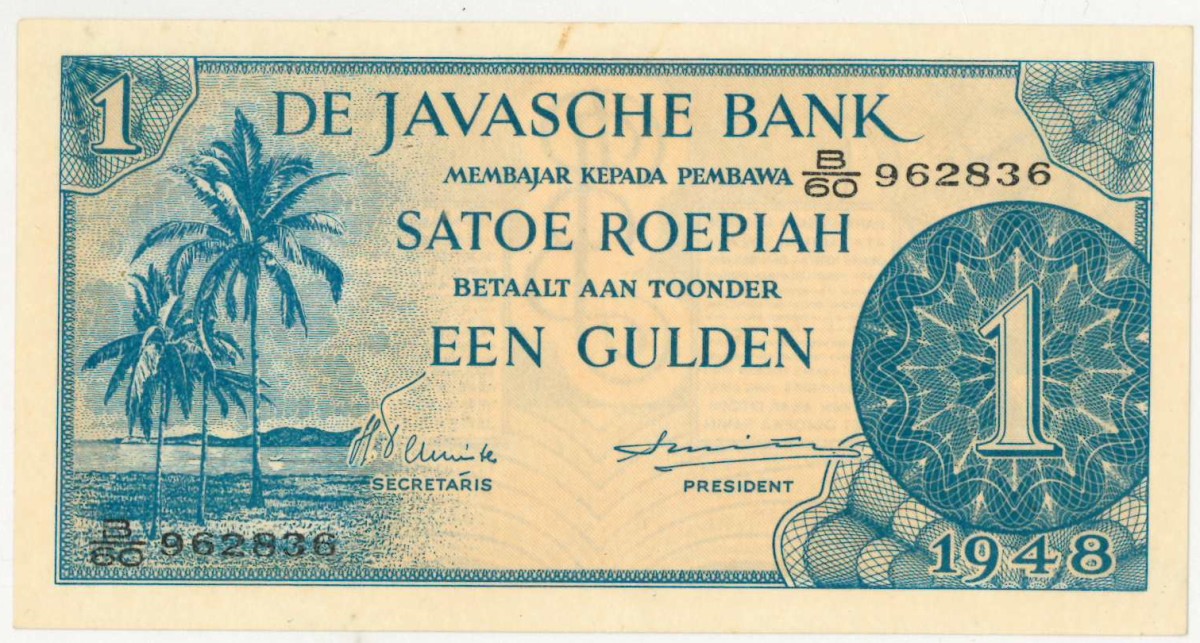 1
DE JAVASCHE BANK
MEMBAJAR KEPADA PEMBAWA B/60 962836
SATOE ROEPIAH
BETAALT AAN TOONDER
EEN GULDEN
1
SECRETARIS PRESIDENT
B/60 962836
1948